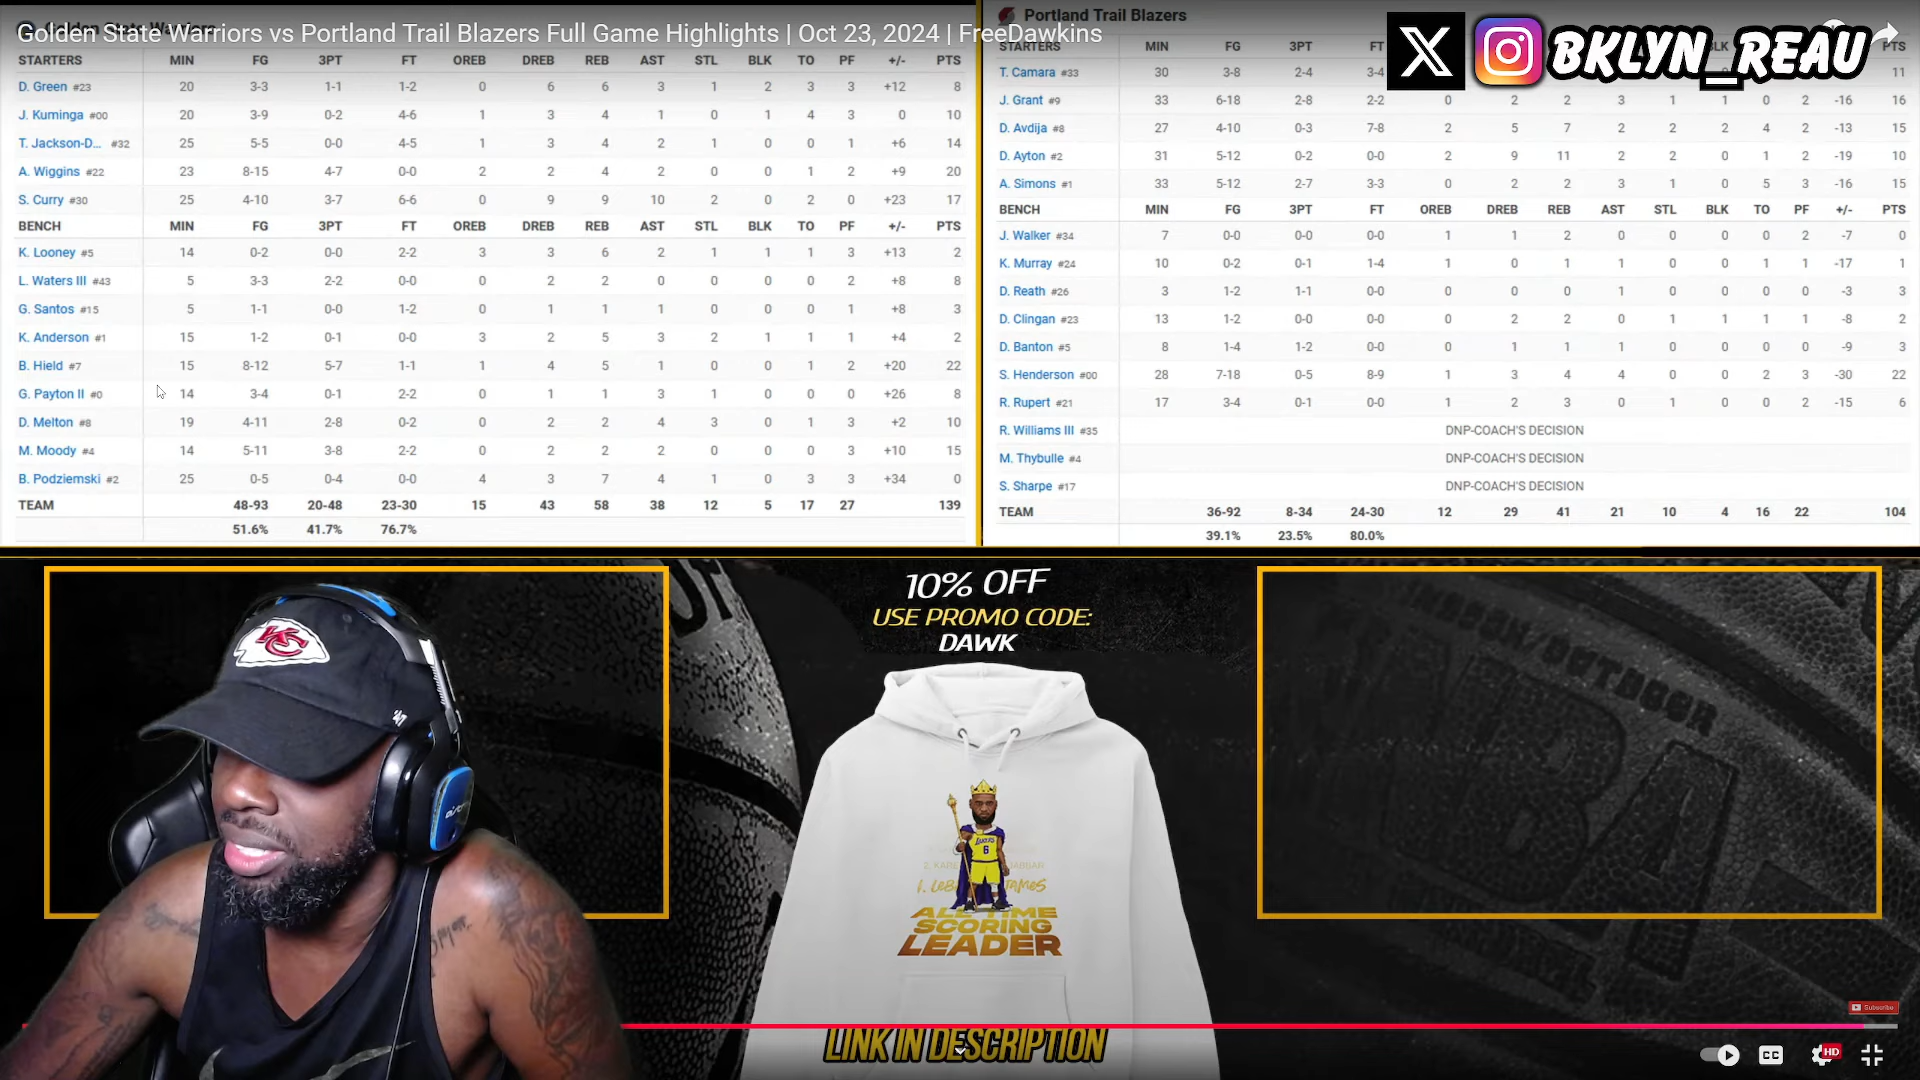 Golden State Warriors vs Portland Trail Blazers Full Game Highlights | Oct 23, 2024 | FreeDawkins
STARTERS MIN FG 3PT FT OREB DREB REB AST STL BLK TO PF +/- PTS
D. Green #23 20 3-3 1-1 1-2 0 6 6 3 1 2 3 3 +12 8
J. Kuminga #00 20 3-9 0-2 4-6 1 3 4 1 0 1 4 3 0 10
T. Jackson-D... #32 25 5-5 0-0 4-5 1 3 4 2 1 0 0 1 +6 14
A. Wiggins #22 23 8-15 4-7 0-0 2 2 4 2 0 0 1 2 +9 20
S. Curry #30 25 4-10 3-7 6-6 0 9 9 10 2 0 2 0 +23 17
BENCH MIN FG 3PT FT OREB DREB REB AST STL BLK TO PF +/- PTS
K. Looney #5 14 0-2 0-0 2-2 3 3 6 2 1 1 1 3 +13 2
L. Waters III #43 5 3-3 2-2 0-0 0 2 2 0 0 0 0 2 +8 8
G. Santos #15 5 1-1 0-0 1-2 0 1 1 1 0 0 0 1 +8 3
K. Anderson #1 15 1-2 0-1 0-0 3 2 5 3 2 1 1 1 +4 2
B. Hield #7 15 8-12 5-7 1-1 1 4 5 1 0 0 1 2 +20 22
G. Payton II #0 14 3-4 0-1 2-2 0 1 1 3 1 0 0 0 +26 8
D. Melton #8 19 4-11 2-8 0-2 0 2 2 4 3 0 1 3 +2 10
M. Moody #4 14 5-11 3-8 2-2 0 2 2 2 0 0 0 3 +10 15
B. Podziemski #2 25 0-5 0-4 0-0 4 3 7 4 1 0 3 3 +34 0
TEAM 48-93 20-48 23-30 15 43 58 38 12 5 17 27 139
51.6% 41.7% 76.7%
Portland Trail Blazers
BKLYN_REAU
STARTERS MIN FG 3PT FT PTS
T. Camara #33 30 3-8 2-4 3-4 11
J. Grant #9 33 6-18 2-8 2-2 0 2 2 3 1 1 0 2 -16 16
D. Avdija #8 27 4-10 0-3 7-8 2 5 7 2 2 2 4 2 -13 15
D. Ayton #2 31 5-12 0-2 0-0 2 9 11 2 2 0 1 2 -19 10
A. Simons #1 33 5-12 2-7 3-3 0 2 2 3 1 0 5 3 -16 15
BENCH MIN FG 3PT FT OREB DREB REB AST STL BLK TO PF +/- PTS
J. Walker #34 7 0-0 0-0 0-0 1 1 2 0 0 0 0 2 -7 0
K. Murray #24 10 0-2 0-1 1-4 1 0 1 1 0 0 1 1 -17 1
D. Reath #26 3 1-2 1-1 0-0 0 0 0 1 0 0 0 0 -3 3
D. Clingan #23 13 1-2 0-0 0-0 0 2 2 0 1 1 1 1 -8 2
D. Banton #5 8 1-4 1-2 0-0 0 1 1 1 0 0 0 0 -9 3
S. Henderson #00 28 7-18 0-5 8-9 1 3 4 4 0 0 2 3 -30 22
R. Rupert #21 17 3-4 0-1 0-0 1 2 3 0 1 0 0 2 -15 6
R. Williams III #35 DNP-COACH'S DECISION
M. Thybulle #4 DNP-COACH'S DECISION
S. Sharpe #17 DNP-COACH'S DECISION
TEAM 36-92 8-34 24-30 12 29 41 21 10 4 16 22 104
39.1% 23.5% 80.0%
10% OFF
USE PROMO CODE:
DAWK
KC
'47
LAKERS
6
ALL TIME
SCORING
LEADER
LINK IN DESCRIPTION
Subscribe
CC
HD